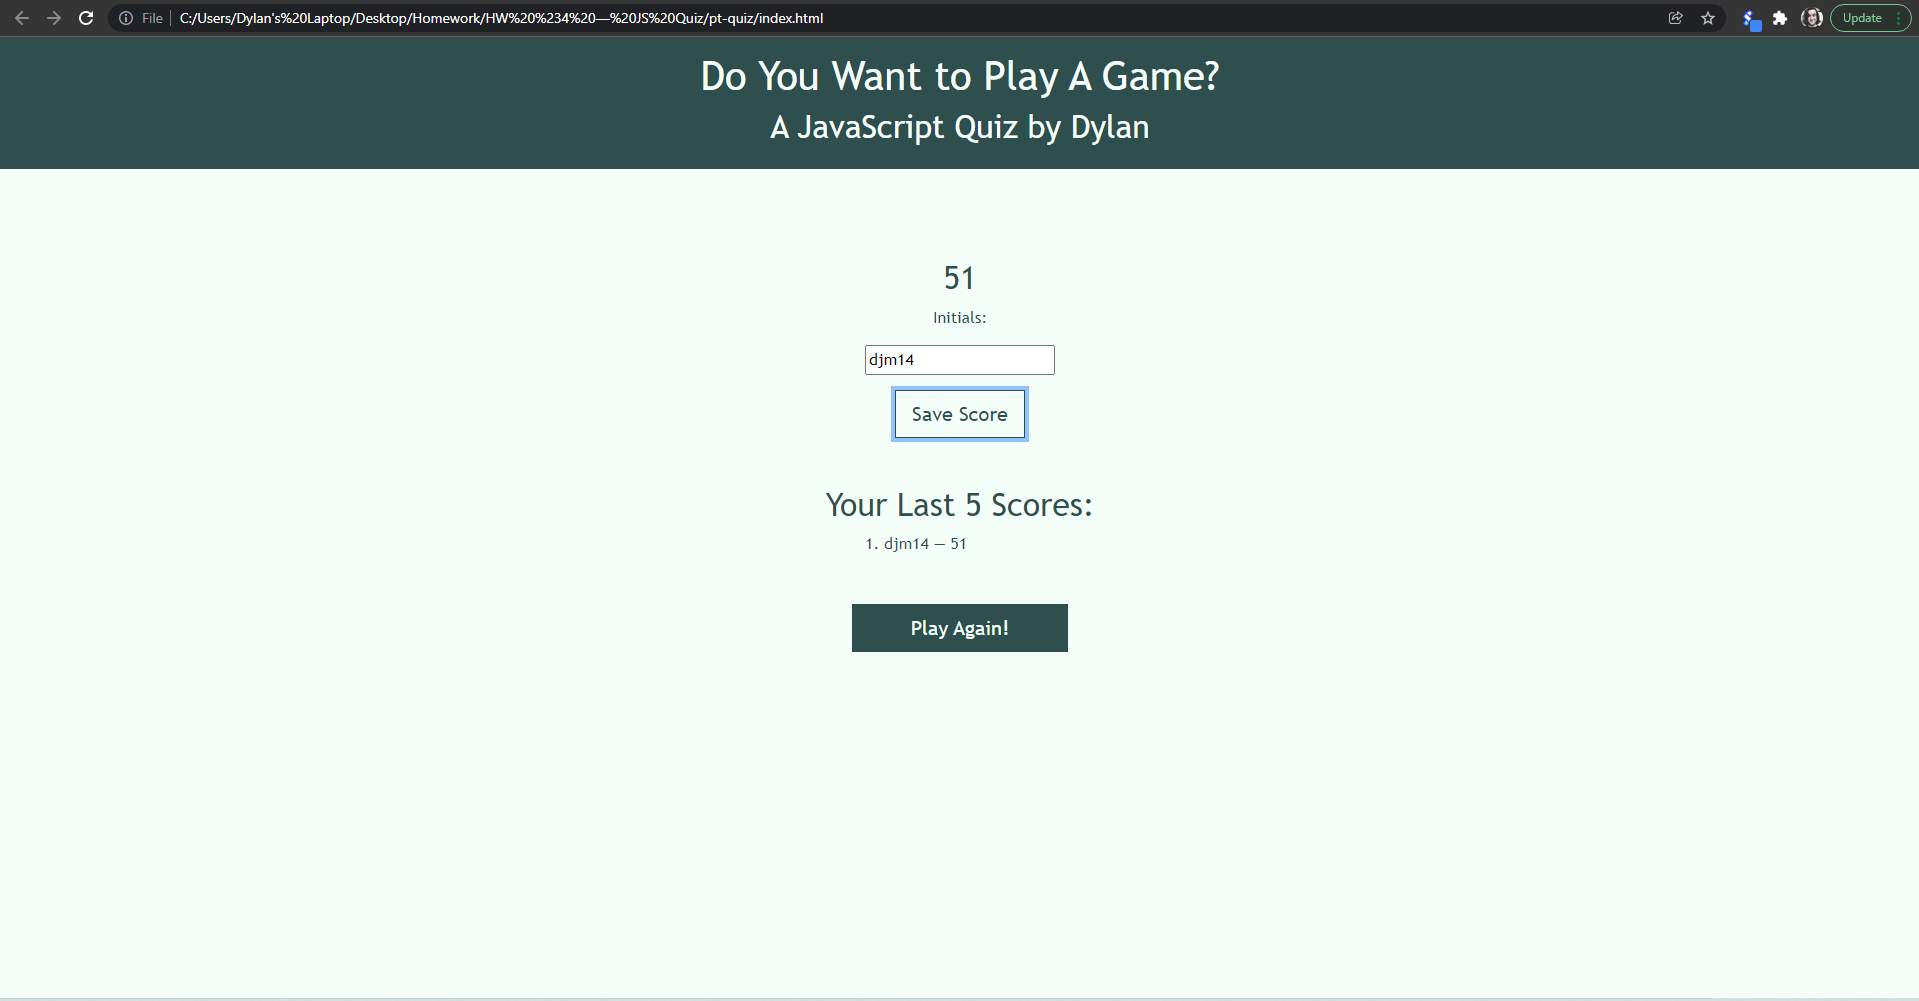 File
C:/Users/Dylan's%20Laptop/Desktop/Homework/HW%20%234%20—%20JS%20Quiz/pt-quiz/index.html
Update
Do You Want to Play A Game?
A JavaScript Quiz by Dylan
51
Initials:
djm14
Save Score
Your Last 5 Scores:
1. djm14 — 51
Play Again!